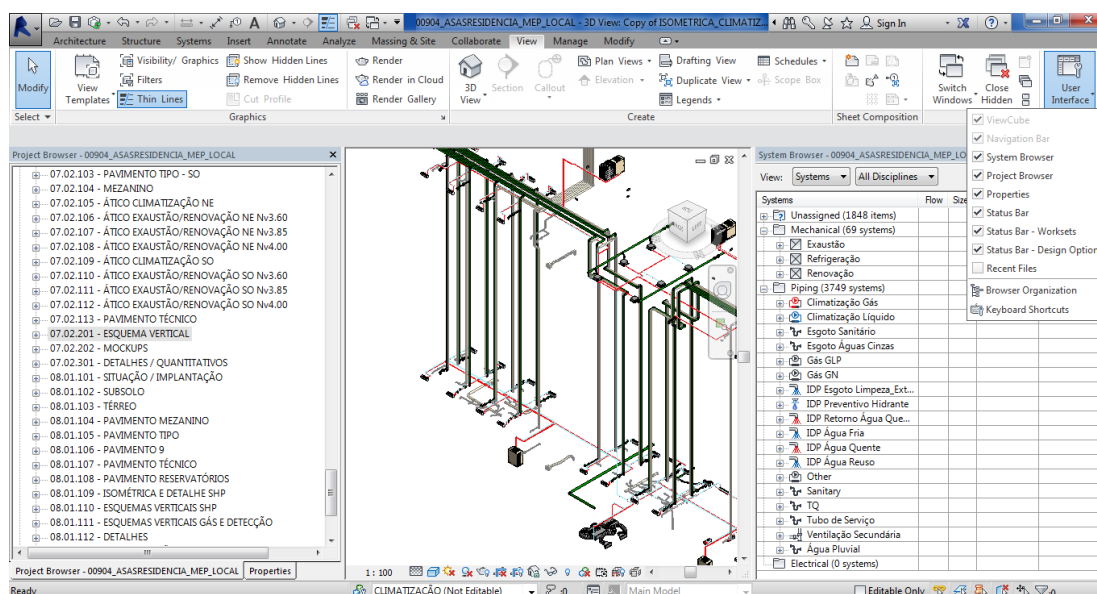 00904_ASASRESIDENCIA_MEP_LOCAL - 3D View: Copy of ISOMETRICA_CLIMATIZ... Sign In
Architecture Structure Systems Insert Annotate Analyze Massing & Site Collaborate View Manage Modify
Modify
View Templates
Visibility/ Graphics
Filters
Thin Lines
Show Hidden Lines
Remove Hidden Lines
Cut Profile
Render
Render in Cloud
Render Gallery
3D View
Section
Callout
Plan Views
Elevation
Drafting View
Duplicate View
Legends
Schedules
Scope Box
Switch Windows
Close Hidden
User Interface
Select Graphics Create Sheet Composition
ViewCube
Navigation Bar
System Browser
Project Browser
Properties
Status Bar
Status Bar - Worksets
Status Bar - Design Option
Recent Files
Browser Organization
Keyboard Shortcuts
Project Browser - 00904_ASASRESIDENCIA_MEP_LOCAL
07.02.103 - PAVIMENTO TIPO - SO
07.02.104 - MEZANINO
07.02.105 - ÁTICO CLIMATIZAÇÃO NE
07.02.106 - ÁTICO EXAUSTÃO/RENOVAÇÃO NE Nv3.60
07.02.107 - ÁTICO EXAUSTÃO/RENOVAÇÃO NE Nv3.85
07.02.108 - ÁTICO EXAUSTÃO/RENOVAÇÃO NE Nv4.00
07.02.109 - ÁTICO CLIMATIZAÇÃO SO
07.02.110 - ÁTICO EXAUSTÃO/RENOVAÇÃO SO Nv3.60
07.02.111 - ÁTICO EXAUSTÃO/RENOVAÇÃO SO Nv3.85
07.02.112 - ÁTICO EXAUSTÃO/RENOVAÇÃO SO Nv4.00
07.02.113 - PAVIMENTO TÉCNICO
07.02.201 - ESQUEMA VERTICAL
07.02.202 - MOCKUPS
07.02.301 - DETALHES / QUANTITATIVOS
08.01.101 - SITUAÇÃO / IMPLANTAÇÃO
08.01.102 - SUBSOLO
08.01.103 - TÉRREO
08.01.104 - PAVIMENTO MEZANINO
08.01.105 - PAVIMENTO TIPO
08.01.106 - PAVIMENTO 9
08.01.107 - PAVIMENTO TÉCNICO
08.01.108 - PAVIMENTO RESERVATÓRIOS
08.01.109 - ISOMÉTRICA E DETALHE SHP
08.01.110 - ESQUEMAS VERTICAIS SHP
08.01.111 - ESQUEMAS VERTICAIS GÁS E DETECÇÃO
08.01.112 - DETALHES
Project Browser - 00904_ASASRESIDENCIA_MEP_LOCAL Properties
1 : 100
System Browser - 00904_ASASRESIDENCIA_MEP_LO
View: Systems All Disciplines
Systems Flow Size
Unassigned (1848 items)
Mechanical (69 systems)
Exaustão
Refrigeração
Renovação
Piping (3749 systems)
Climatização Gás
Climatização Líquido
Esgoto Sanitário
Esgoto Águas Cinzas
Gás GLP
Gás GN
IDP Esgoto Limpeza_Ext...
IDP Preventivo Hidrante
IDP Retorno Água Que...
IDP Água Fria
IDP Água Quente
IDP Água Reuso
Other
Sanitary
TQ
Tubo de Serviço
Ventilação Secundária
Água Pluvial
Electrical (0 systems)
Ready CLIMATIZAÇÃO (Not Editable) :0 Main Model Editable Only :0